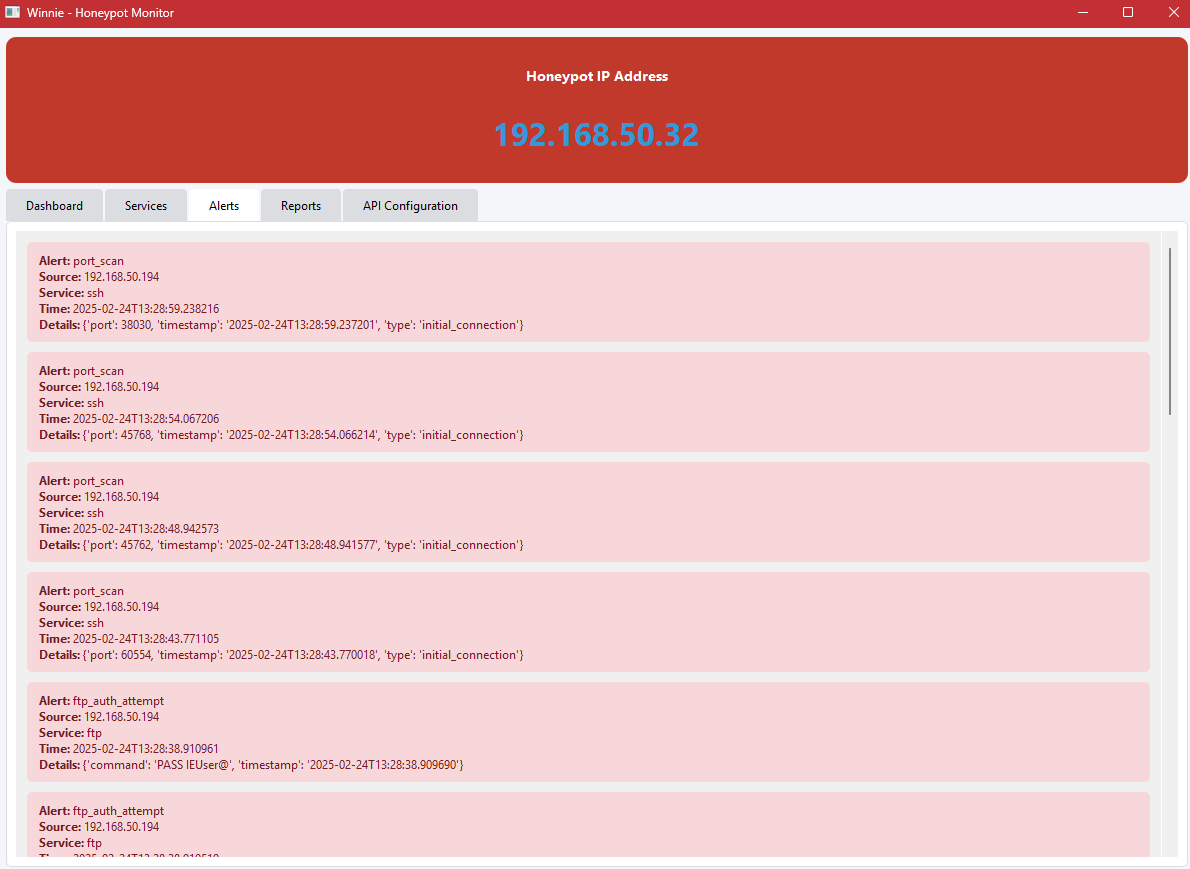 Winnie - Honeypot Monitor
Honeypot IP Address
192.168.50.32
Dashboard
Services
Alerts
Reports
API Configuration
Alert: port_scan
Source: 192.168.50.194
Service: ssh
Time: 2025-02-24T13:28:59.238216
Details: {'port': 38030, 'timestamp': '2025-02-24T13:28:59.237201', 'type': 'initial_connection'}
Alert: port_scan
Source: 192.168.50.194
Service: ssh
Time: 2025-02-24T13:28:54.067206
Details: {'port': 45768, 'timestamp': '2025-02-24T13:28:54.066214', 'type': 'initial_connection'}
Alert: port_scan
Source: 192.168.50.194
Service: ssh
Time: 2025-02-24T13:28:48.942573
Details: {'port': 45762, 'timestamp': '2025-02-24T13:28:48.941577', 'type': 'initial_connection'}
Alert: port_scan
Source: 192.168.50.194
Service: ssh
Time: 2025-02-24T13:28:43.771105
Details: {'port': 60554, 'timestamp': '2025-02-24T13:28:43.770018', 'type': 'initial_connection'}
Alert: ftp_auth_attempt
Source: 192.168.50.194
Service: ftp
Time: 2025-02-24T13:28:38.910961
Details: {'command': 'PASS IEUser@', 'timestamp': '2025-02-24T13:28:38.909690'}
Alert: ftp_auth_attempt
Source: 192.168.50.194
Service: ftp